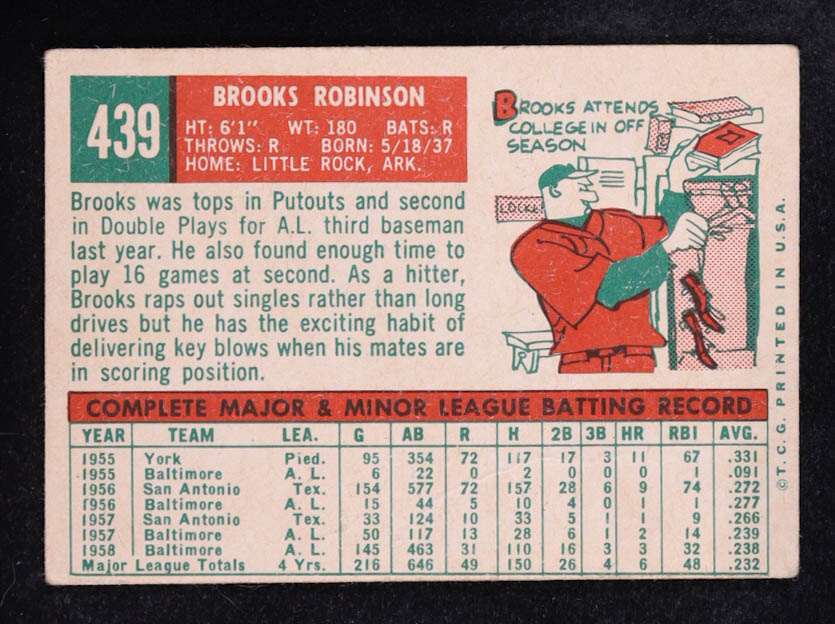 439
BROOKS ROBINSON
HT: 6'1" WT: 180 BATS: R
THROWS: R BORN: 5/18/37
HOME: LITTLE ROCK, ARK.
BROOKS ATTENDS
COLLEGE IN OFF
SEASON
Brooks was tops in Putouts and second
in Double Plays for A.L. third baseman
last year. He also found enough time to
play 16 games at second. As a hitter,
Brooks raps out singles rather than long
drives but he has the exciting habit of
delivering key blows when his mates are
in scoring position.
COMPLETE MAJOR & MINOR LEAGUE BATTING RECORD
YEAR TEAM LEA. G AB R H 2B 3B HR RBI AVG.
1955 York Pied. 95 354 72 117 17 3 11 67 .331
1955 Baltimore A. L. 6 22 0 2 0 0 0 1 .091
1956 San Antonio Tex. 154 577 72 157 28 6 9 74 .272
1956 Baltimore A. L. 15 44 5 10 4 0 1 1 .277
1957 San Antonio Tex. 33 124 10 33 5 1 1 9 .266
1957 Baltimore A. L. 50 117 13 28 6 1 2 14 .239
1958 Baltimore A. L. 145 463 31 110 16 3 3 32 .238
Major League Totals 4 Yrs. 216 646 49 150 26 4 6 48 .232
©T. C. G. PRINTED IN U.S.A.